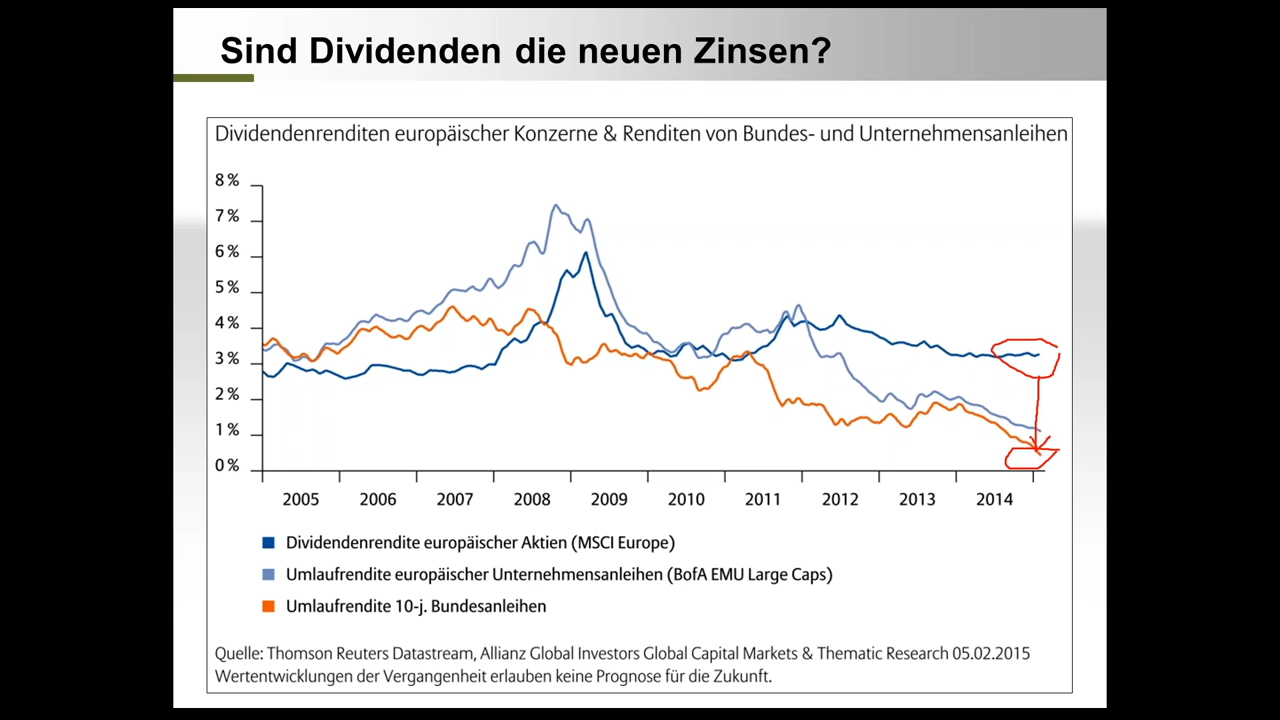 Sind Dividenden die neuen Zinsen?
Dividendenrenditen europäischer Konzerne & Renditen von Bundes- und Unternehmensanleihen
8 %
7 %
6 %
5 %
4 %
3 %
2 %
1 %
0 %
2005 2006 2007 2008 2009 2010 2011 2012 2013 2014
Dividendenrendite europäischer Aktien (MSCI Europe)
Umlaufrendite europäischer Unternehmensanleihen (BofA EMU Large Caps)
Umlaufrendite 10-j. Bundesanleihen
Quelle: Thomson Reuters Datastream, Allianz Global Investors Global Capital Markets & Thematic Research 05.02.2015
Wertentwicklungen der Vergangenheit erlauben keine Prognose für die Zukunft.